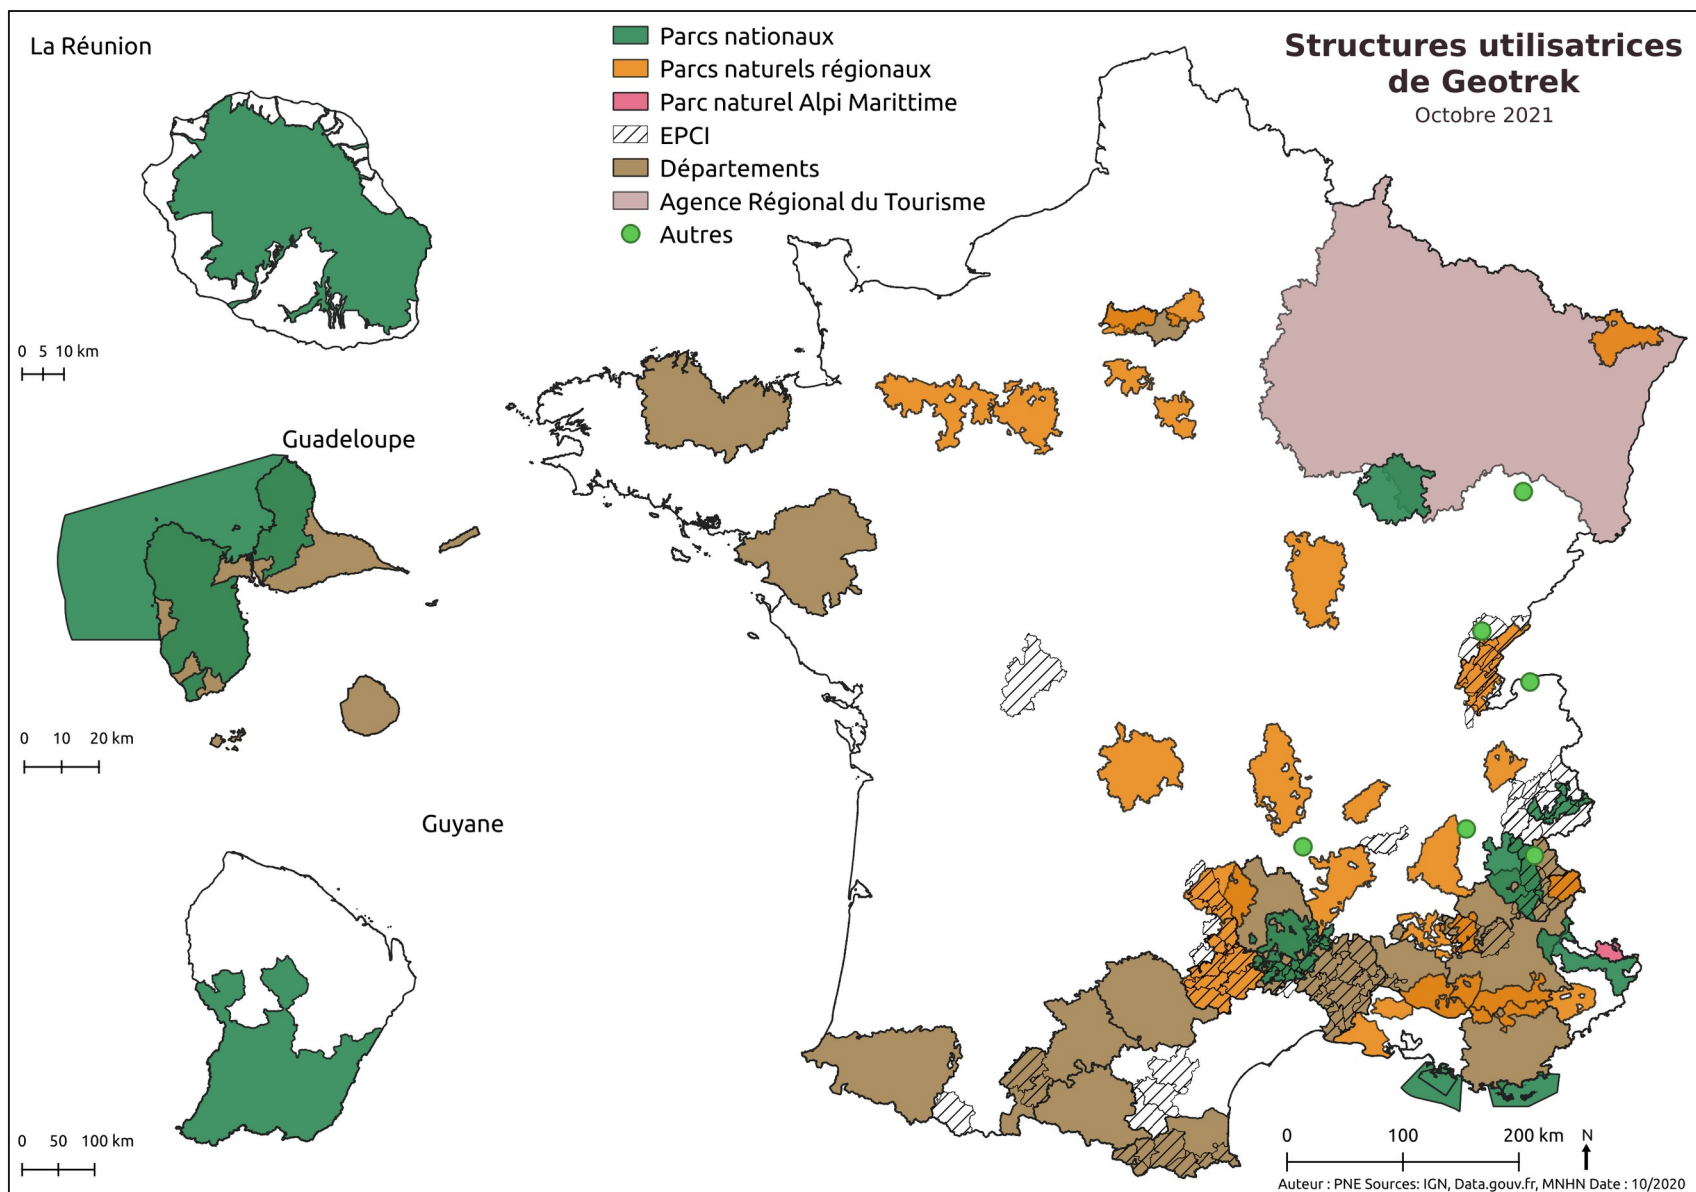 La Réunion
Parcs nationaux
Parcs naturels régionaux
Parc naturel Alpi Marittime
EPCI
Départements
Agence Régional du Tourisme
Autres
Structures utilisatrices
de Geotrek
Octobre 2021
0 5 10 km
Guadeloupe
0 10 20 km
Guyane
0 50 100 km
0 100 200 km N
Auteur : PNE Sources: IGN, Data.gouv.fr, MNHN Date : 10/2020